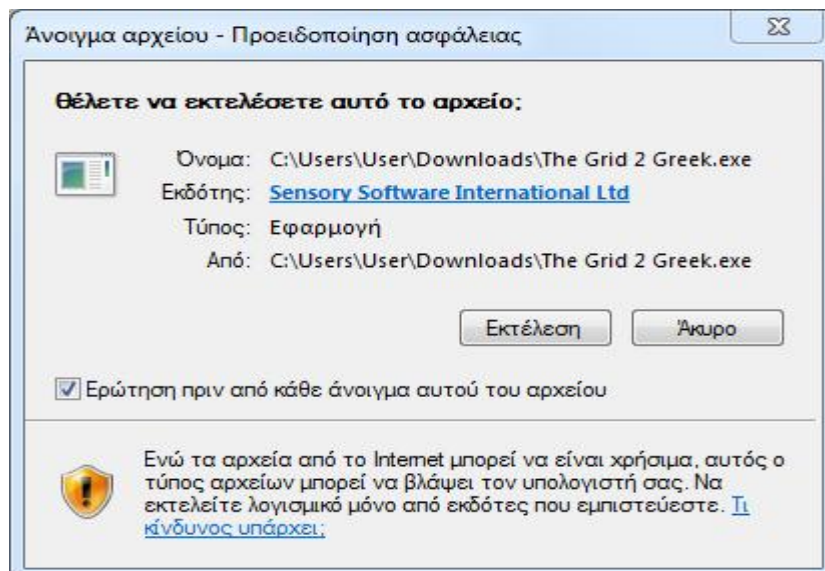 Άνοιγμα αρχείου - Προειδοποίηση ασφάλειας
Θέλετε να εκτελέσετε αυτό το αρχείο;
Όνομα: C:\Users\User\Downloads\The Grid 2 Greek.exe
Εκδότης: Sensory Software International Ltd
Τύπος: Εφαρμογή
Από: C:\Users\User\Downloads\The Grid 2 Greek.exe
Εκτέλεση Άκυρο
Ερώτηση πριν από κάθε άνοιγμα αυτού του αρχείου
Ενώ τα αρχεία από το Internet μπορεί να είναι χρήσιμα, αυτός ο
τύπος αρχείων μπορεί να βλάψει τον υπολογιστή σας. Να
εκτελείτε λογισμικό μόνο από εκδότες που εμπιστεύεστε. Τι
κίνδυνος υπάρχει;